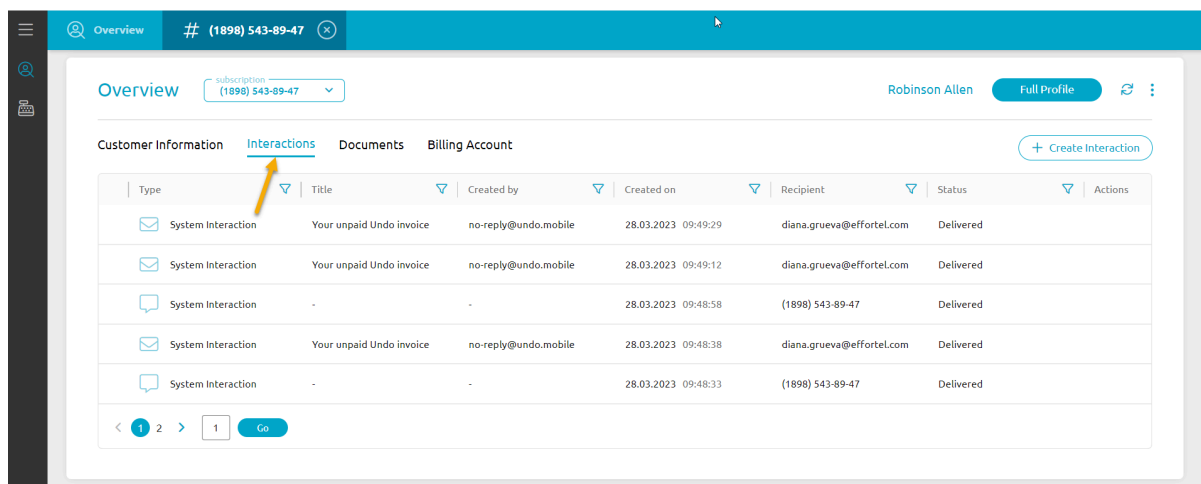 Overview # (1898) 543-89-47
Overview subscription (1898) 543-89-47 Robinson Allen Full Profile
Customer Information Interactions Documents Billing Account + Create Interaction
Type Title Created by Created on Recipient Status Actions
System Interaction Your unpaid Undo invoice no-reply@undo.mobile 28.03.2023 09:49:29 diana.grueva@effortel.com Delivered
System Interaction Your unpaid Undo invoice no-reply@undo.mobile 28.03.2023 09:49:12 diana.grueva@effortel.com Delivered
System Interaction - - 28.03.2023 09:48:58 (1898) 543-89-47 Delivered
System Interaction Your unpaid Undo invoice no-reply@undo.mobile 28.03.2023 09:48:38 diana.grueva@effortel.com Delivered
System Interaction - - 28.03.2023 09:48:33 (1898) 543-89-47 Delivered
< 1 2 > 1 Go